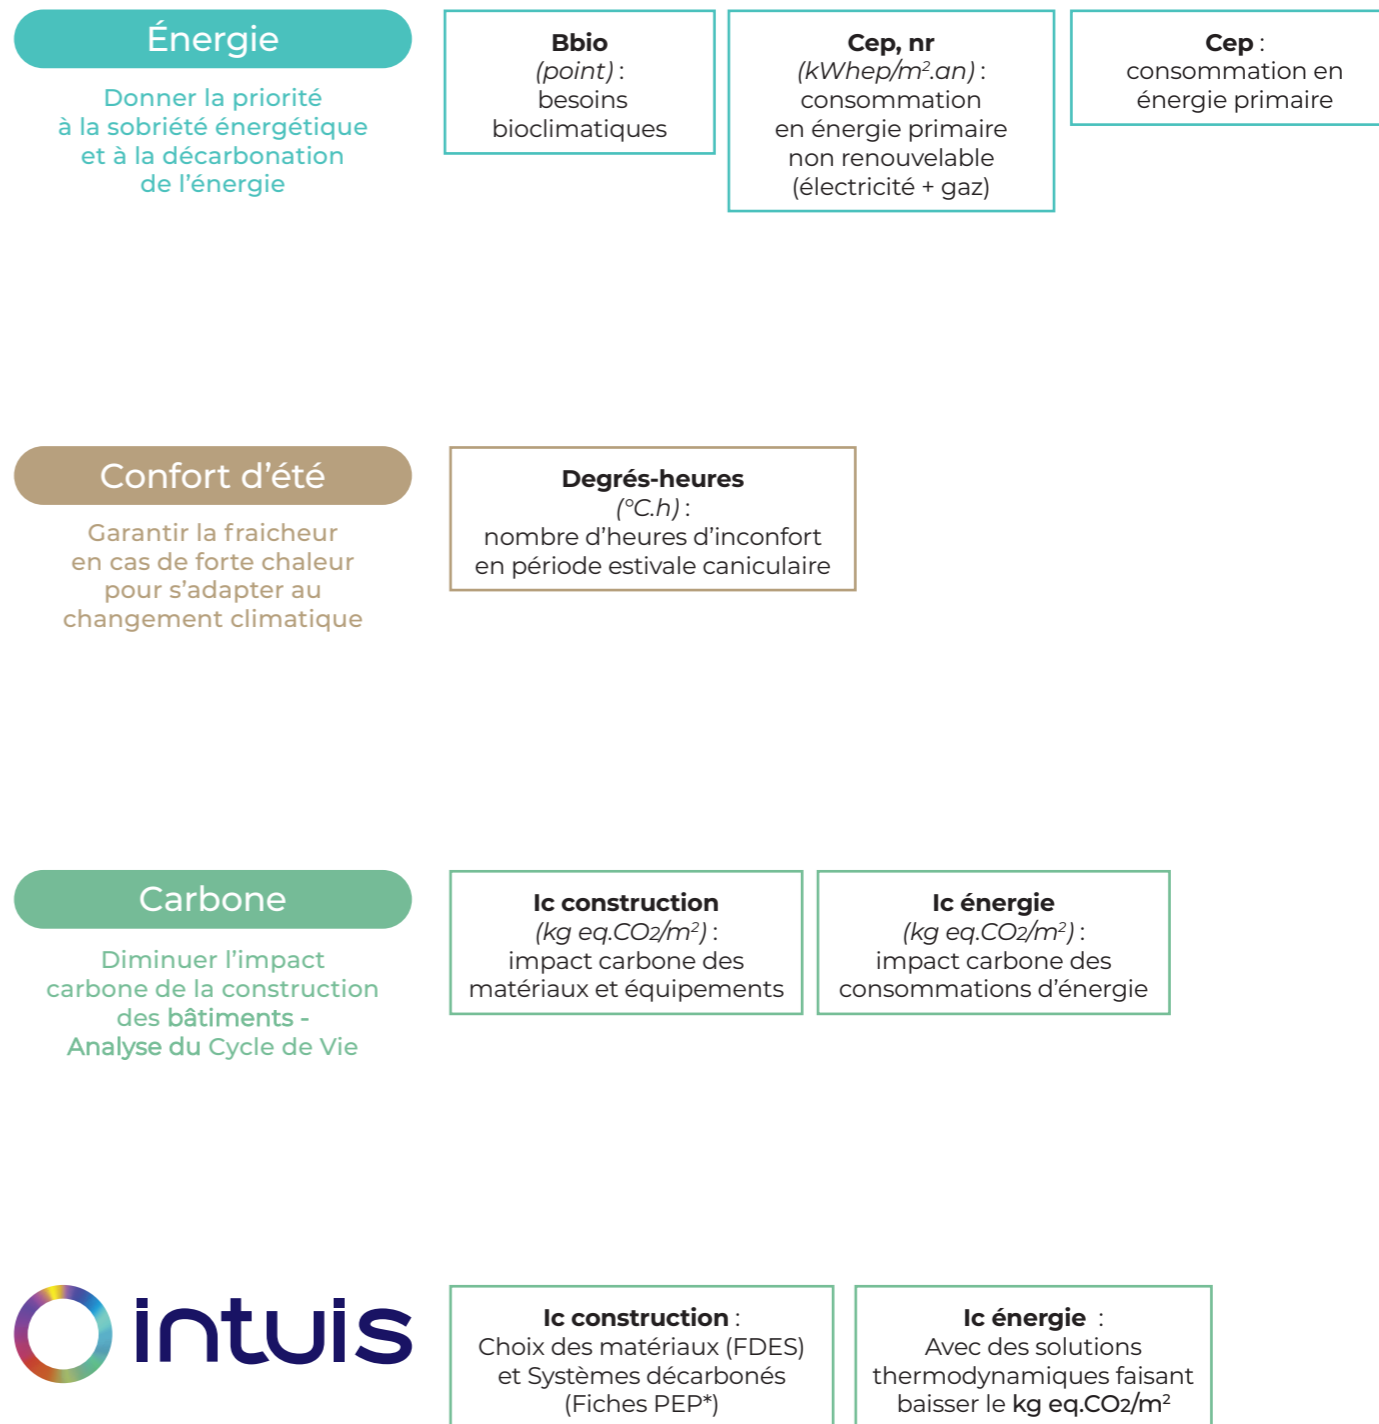 Énergie
Donner la priorité
à la sobriété énergétique
et à la décarbonation
de l’énergie
Bbio
(point) :
besoins
bioclimatiques
Cep, nr
(kWhep/m².an) :
consommation
en énergie primaire
non renouvelable
(électricité + gaz)
Cep :
consommation en
énergie primaire
Confort d’été
Garantir la fraicheur
en cas de forte chaleur
pour s’adapter au
changement climatique
Degrés-heures
(°C.h) :
nombre d’heures d’inconfort
en période estivale caniculaire
Carbone
Diminuer l’impact
carbone de la construction
des bâtiments -
Analyse du Cycle de Vie
Ic construction
(kg eq.CO2/m²) :
impact carbone des
matériaux et équipements
Ic énergie
(kg eq.CO2/m²) :
impact carbone des
consommations d’énergie
intuis
Ic construction :
Choix des matériaux (FDES)
et Systèmes décarbonés
(Fiches PEP*)
Ic énergie :
Avec des solutions
thermodynamiques faisant
baisser le kg eq.CO2/m²